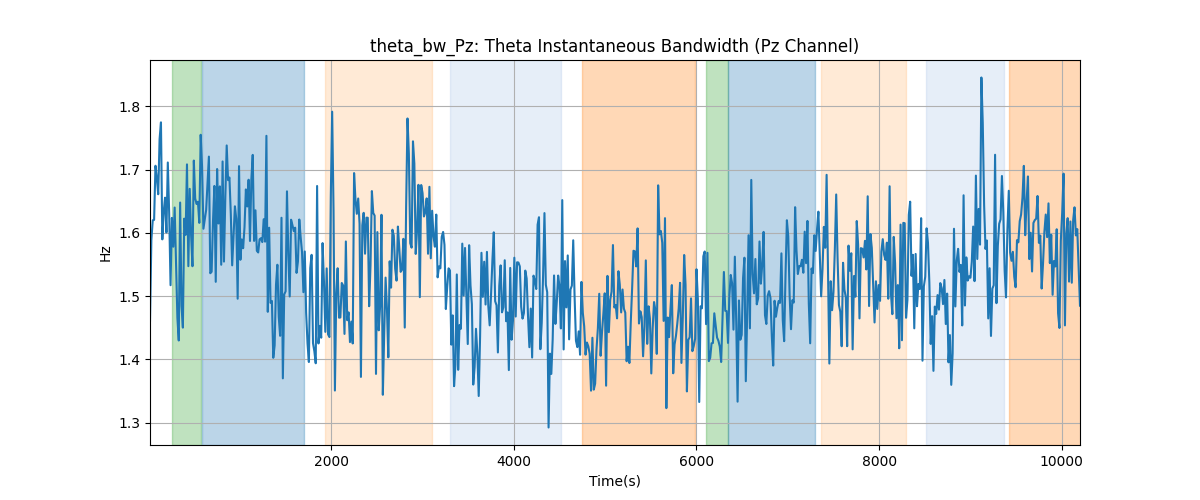 theta_bw_Pz: Theta Instantaneous Bandwidth (Pz Channel)
Hz
1.8
1.7
1.6
1.5
1.4
1.3
2000 4000 6000 8000 10000
Time(s)